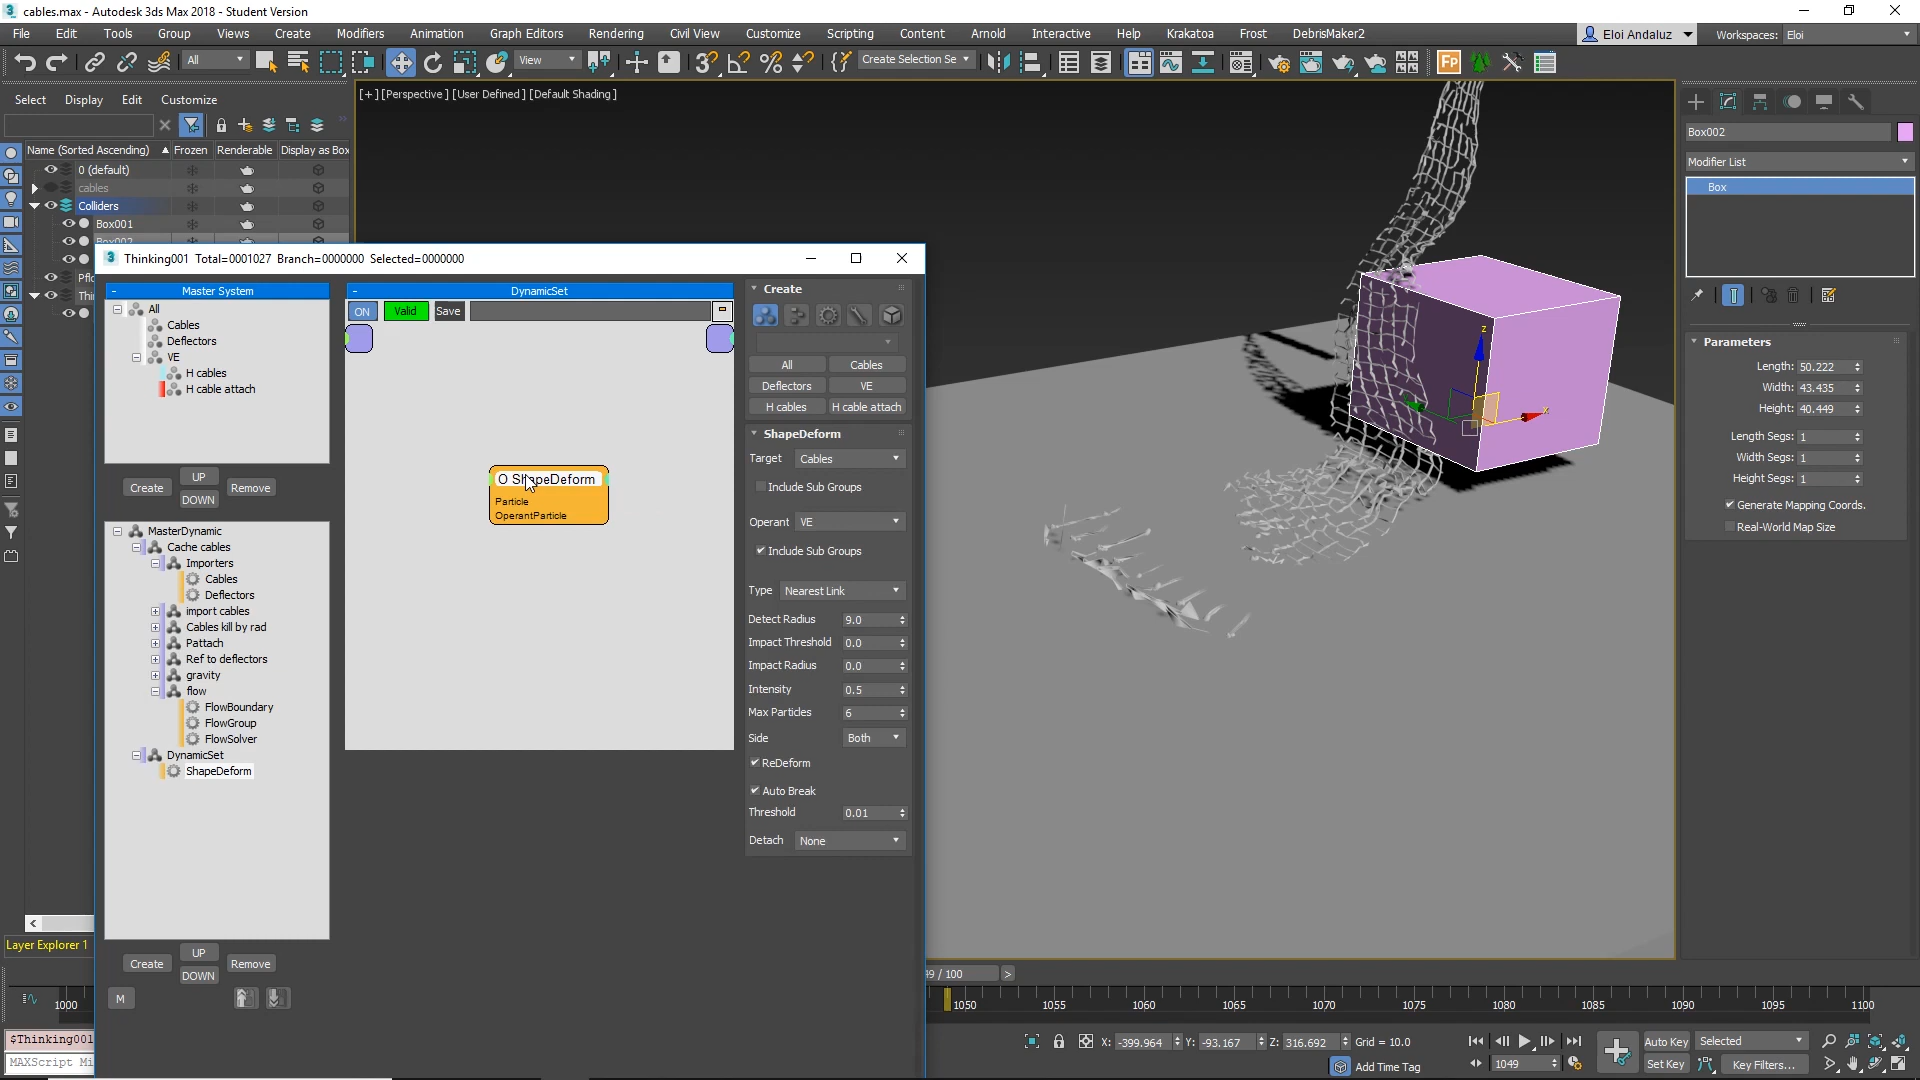 cables.max - Autodesk 3ds Max 2018 - Student Version
File Edit Tools Group Views Create Modifiers Animation Graph Editors Rendering Civil View Customize Scripting Content Arnold Interactive Help Krakatoa Frost DebrisMaker2
Eloi Andaluz
Workspaces: Eloi
All
View
Create Selection Se
Select Display Edit Customize
[+] [Perspective] [User Defined] [Default Shading]
Name (Sorted Ascending) Frozen Renderable Display as Box
0 (default)
cables
Colliders
Box001
Box002
Thinking001 Total=0001027 Branch=0000000 Selected=0000000
Master System
All
Cables
Deflectors
VE
H cables
H cable attach
Create UP DOWN Remove
MasterDynamic
Cache cables
Importers
Cables
Deflectors
import cables
Cables kill by rad
Pattach
Ref to deflectors
gravity
flow
FlowBoundary
FlowGroup
FlowSolver
DynamicSet
ShapeDeform
Create UP DOWN Remove
M
DynamicSet
ON Valid Save
O ShapeDeform
Particle
OperantParticle
Create
All Cables
Deflectors VE
H cables H cable attach
ShapeDeform
Target Cables
Include Sub Groups
Operant VE
Include Sub Groups
Type Nearest Link
Detect Radius 9.0
Impact Threshold 0.0
Impact Radius 0.0
Intensity 0.5
Max Particles 6
Side Both
ReDeform
Auto Break
Threshold 0.01
Detach None
z
x
Box002
Modifier List
Box
Parameters
Length: 50.222
Width: 43.435
Height: 40.449
Length Segs: 1
Width Segs: 1
Height Segs: 1
Generate Mapping Coords.
Real-World Map Size
Layer Explorer 1
/ 100
1000 1050 1055 1060 1065 1070 1075 1080 1085 1090 1095 1100
$Thinking001
MAXScript Mi
X: -399.964 Y: -93.167 Z: 316.692 Grid = 10.0
Add Time Tag
1049
Auto Key Selected
Set Key Key Filters...